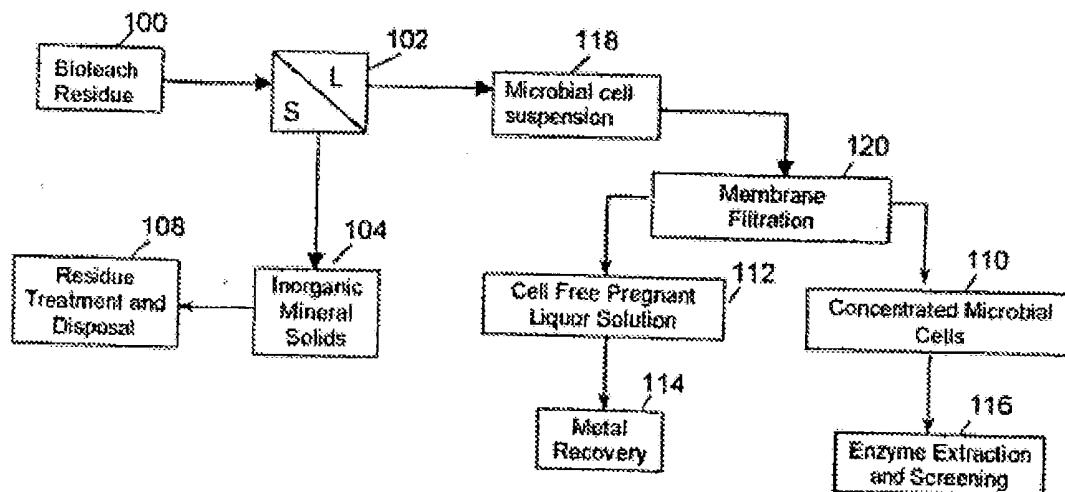 100
Bioleach
Residue
102
L
S
118
Microbial cell
suspension
120
Membrane
Filtration
108
Residue
Treatment and
Disposal
104
Inorganic
Mineral
Solids
112
Cell Free Pregnant
Liquor Solution
110
Concentrated Microbial
Cells
114
Metal
Recovery
116
Enzyme Extraction
and Screening